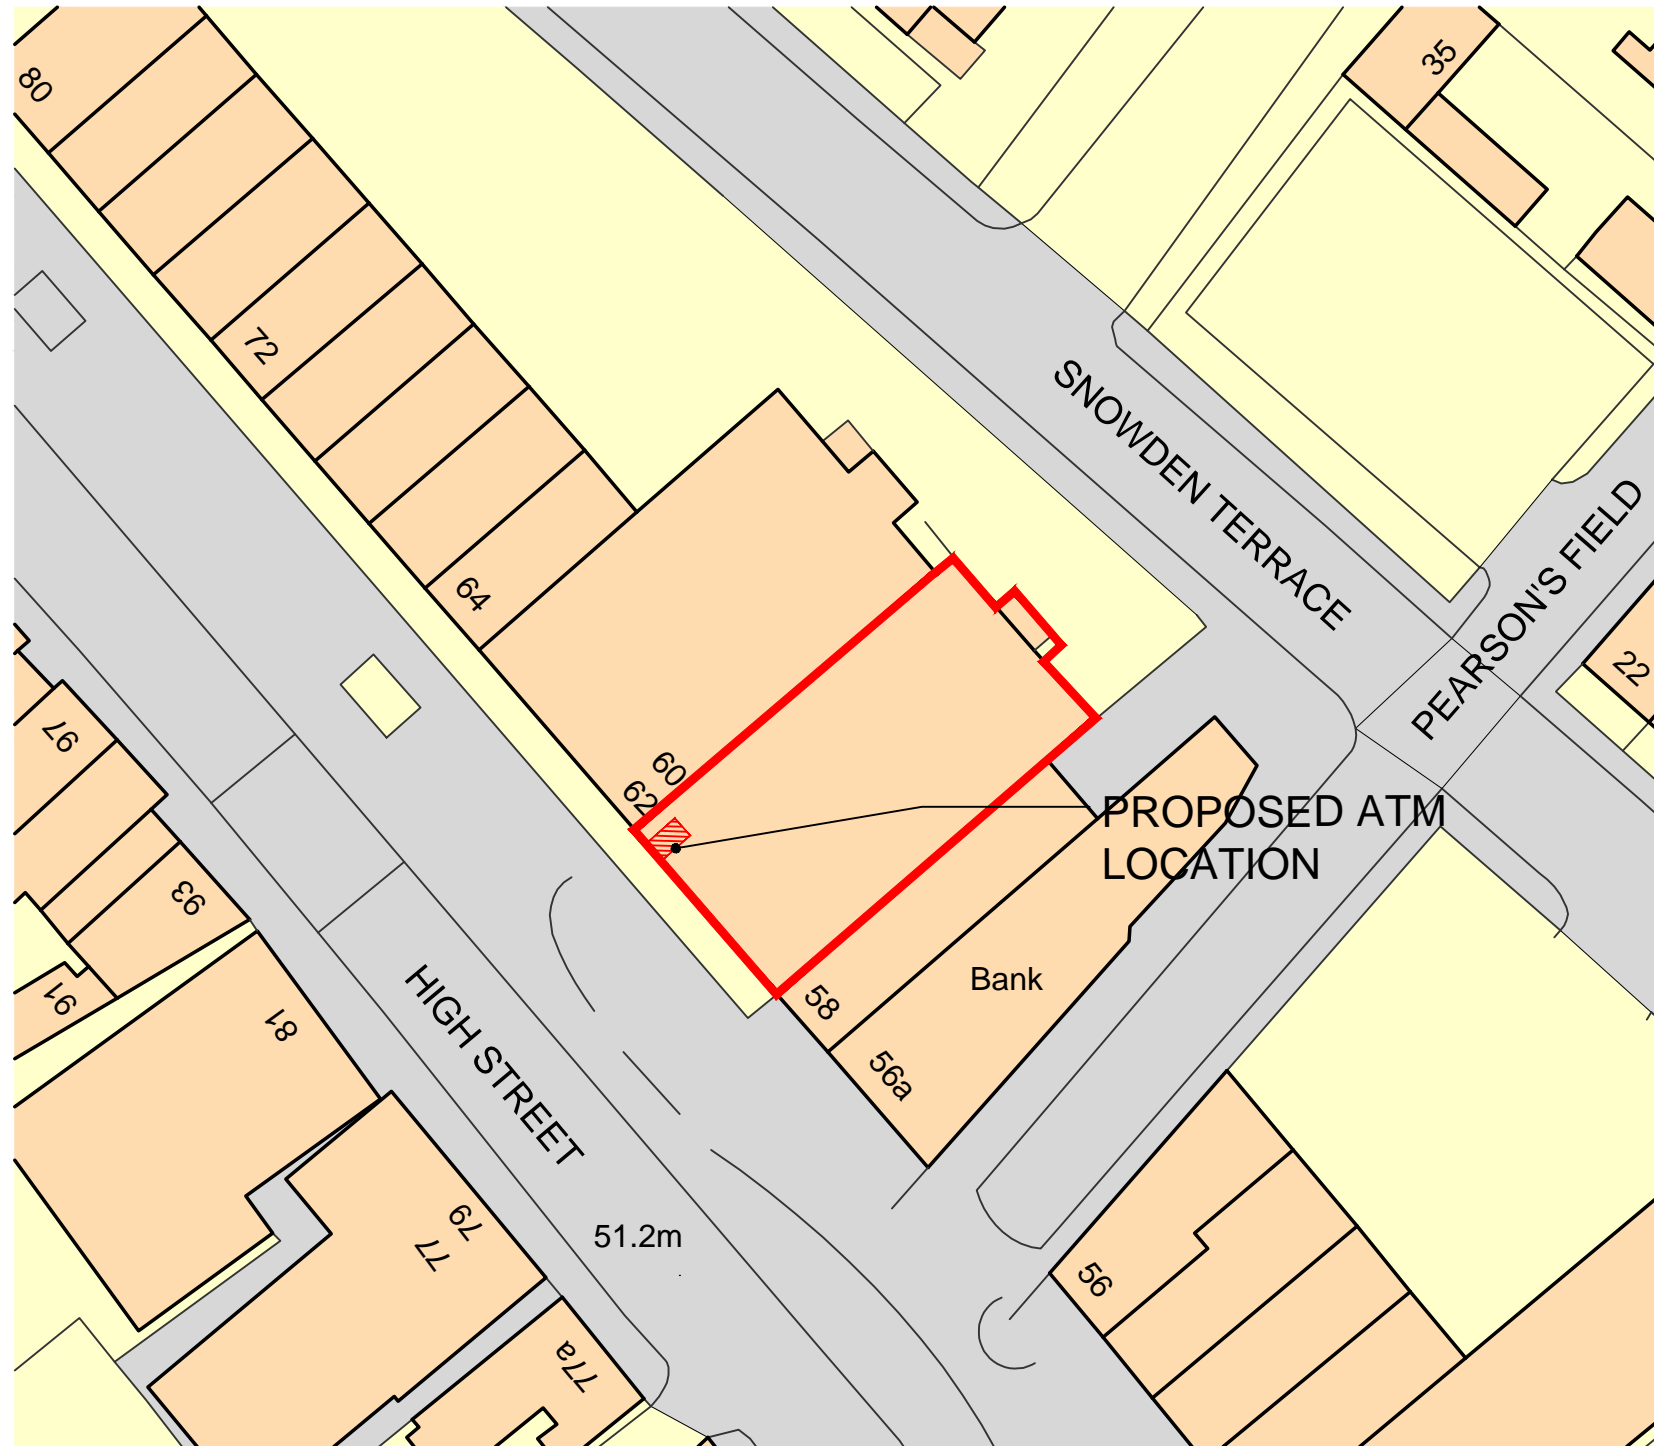 80
35
72
SNOWDEN TERRACE
PEARSON'S FIELD
64
22
97
60
62
PROPOSED ATM
LOCATION
93
91
81
Bank
58
56a
HIGH STREET
79
77
51.2m
56
77a